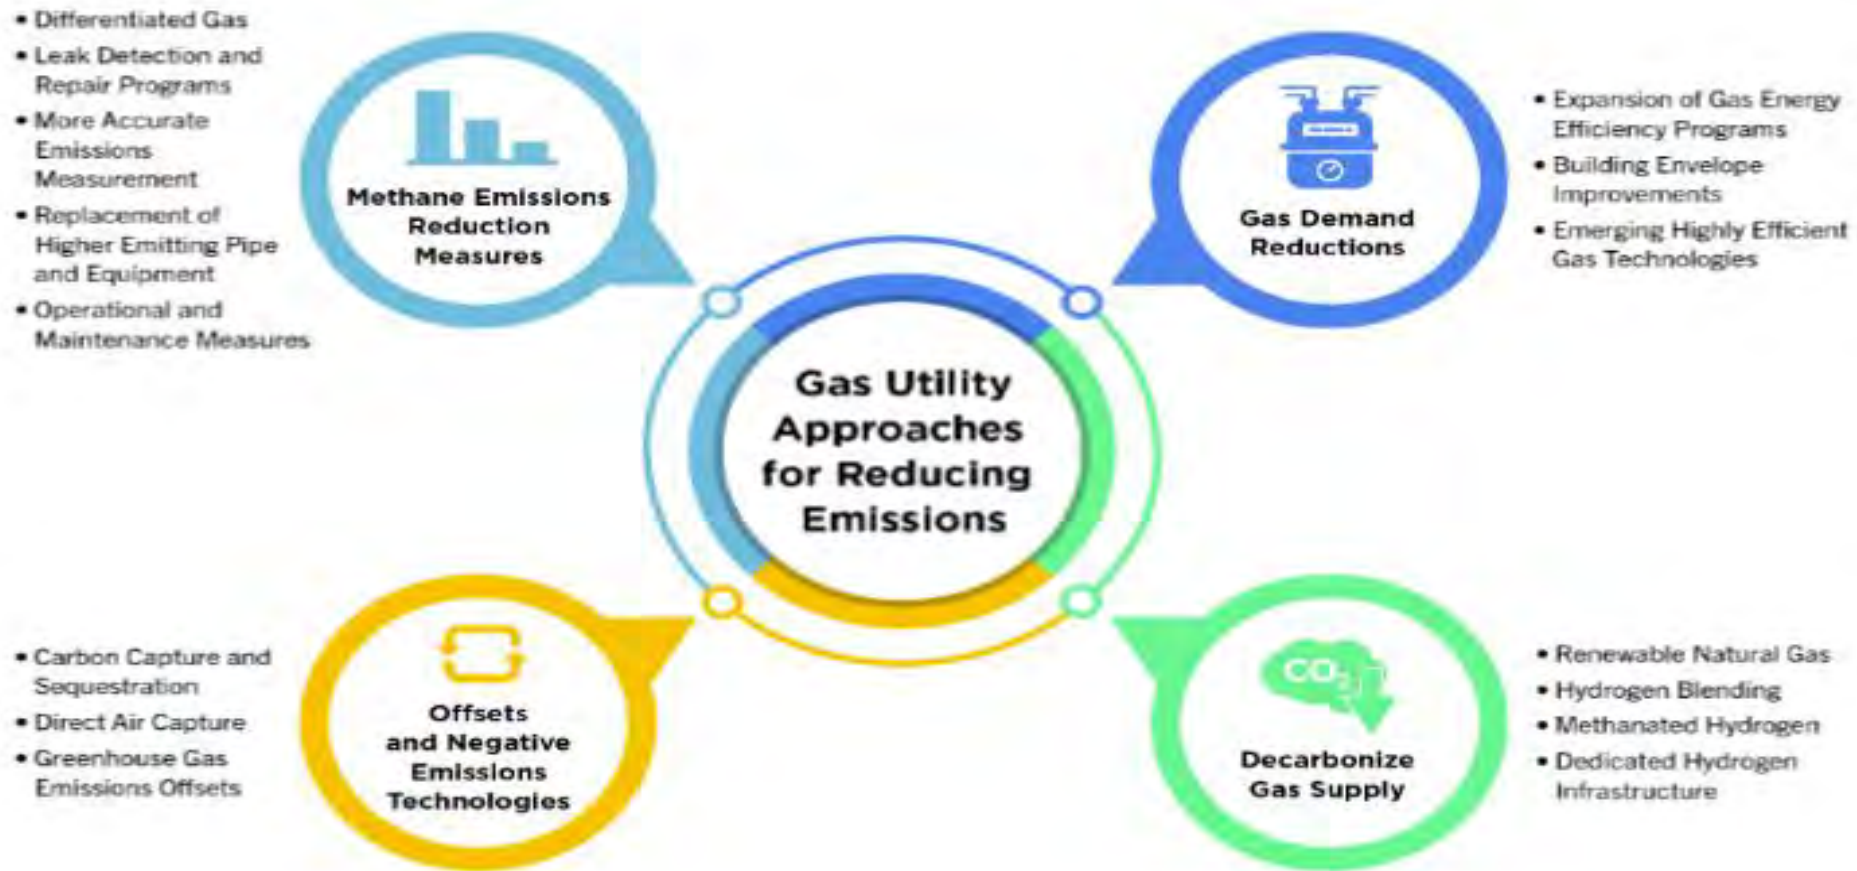 • Differentiated Gas
• Leak Detection and
Repair Programs
• More Accurate
Emissions
Measurement
• Replacement of
Higher Emitting Pipe
and Equipment
• Operational and
Maintenance Measures
Methane Emissions
Reduction
Measures
Gas Demand
Reductions
• Expansion of Gas Energy
Efficiency Programs
• Building Envelope
Improvements
• Emerging Highly Efficient
Gas Technologies
Gas Utility
Approaches
for Reducing
Emissions
• Carbon Capture and
Sequestration
• Direct Air Capture
• Greenhouse Gas
Emissions Offsets
Offsets
and Negative
Emissions
Technologies
CO₂
Decarbonize
Gas Supply
• Renewable Natural Gas
• Hydrogen Blending
• Methanated Hydrogen
• Dedicated Hydrogen
Infrastructure